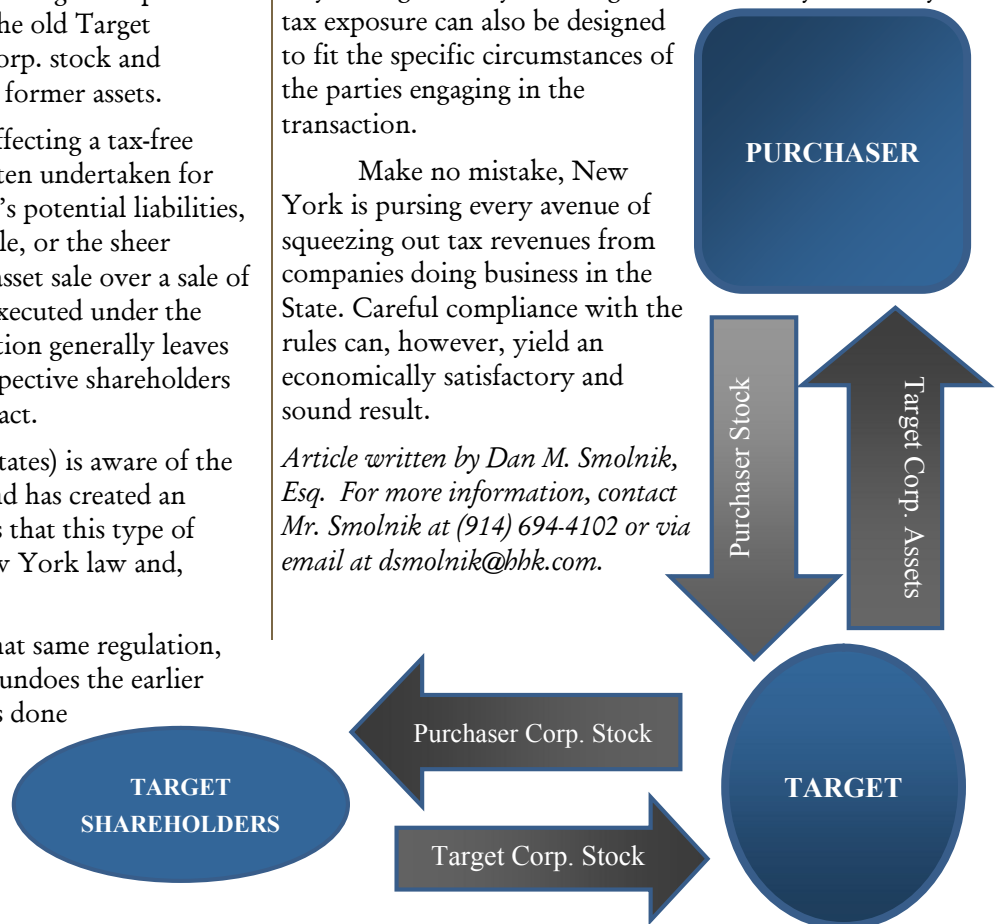 he old Target
orp. stock and
former assets.
ffecting a tax-free
ten undertaken for
's potential liabilities,
le, or the sheer
asset sale over a sale of
xecuted under the
tion generally leaves
pective shareholders
act.
tates) is aware of the
nd has created an
s that this type of
w York law and,
hat same regulation,
undoes the earlier
s done
tax exposure can also be designed
to fit the specific circumstances of
the parties engaging in the
transaction.
Make no mistake, New
York is pursing every avenue of
squeezing out tax revenues from
companies doing business in the
State. Careful compliance with the
rules can, however, yield an
economically satisfactory and
sound result.
Article written by Dan M. Smolnik,
Esq. For more information, contact
Mr. Smolnik at (914) 694-4102 or via
email at dsmolnik@hhk.com.
PURCHASER
Purchaser Stock
Target Corp. Assets
Purchaser Corp. Stock
TARGET
SHAREHOLDERS
TARGET
Target Corp. Stock